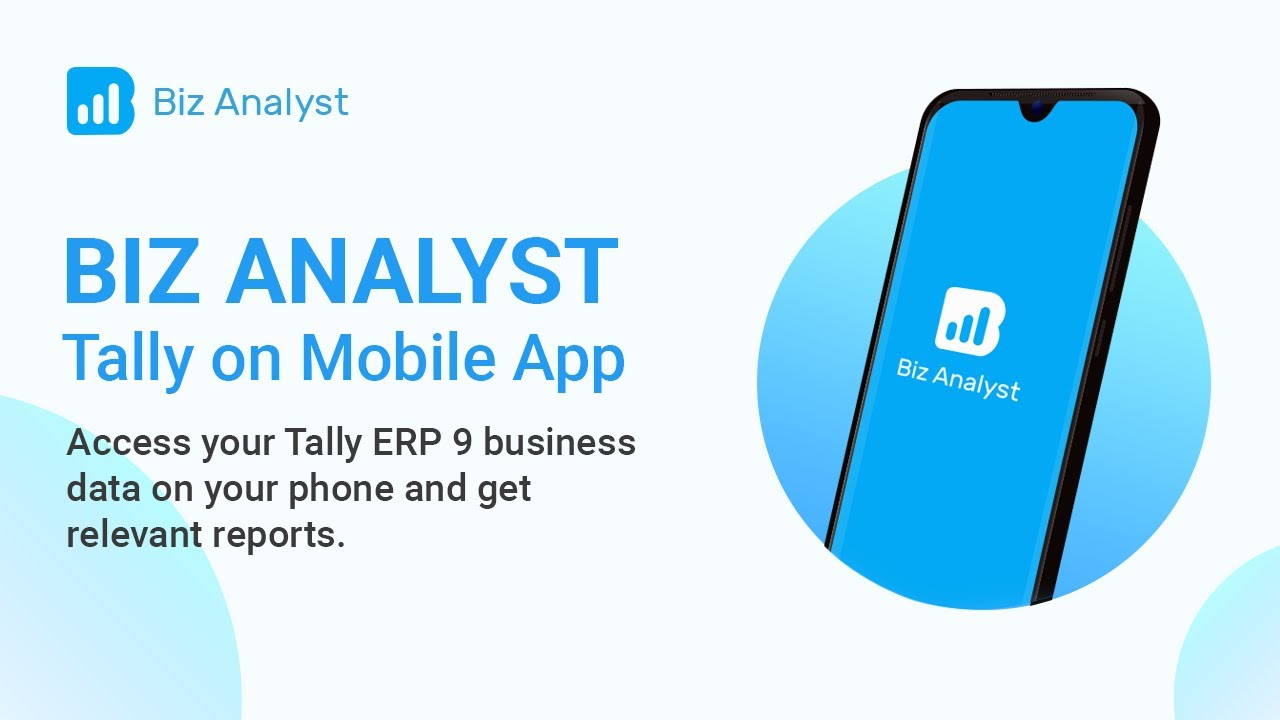 Biz Analyst
BIZ ANALYST
Tally on Mobile App
Access your Tally ERP 9 business
data on your phone and get
relevant reports.
Biz Analyst